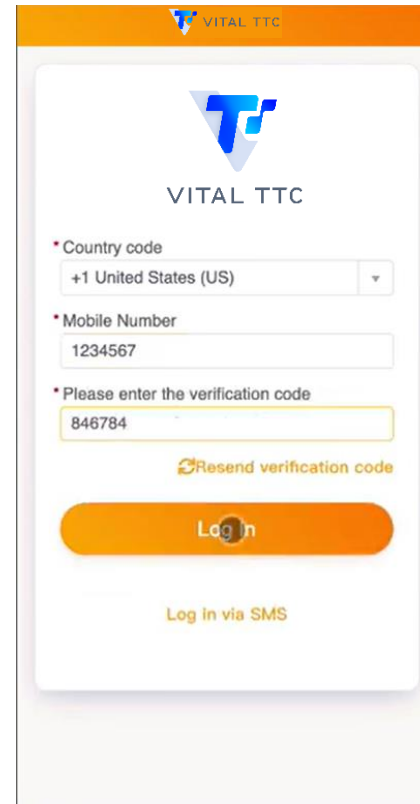 VITAL TTC
VITAL TTC
* Country code
+1 United States (US)
* Mobile Number
1234567
* Please enter the verification code
846784
Resend verification code
Log In
Log in via SMS